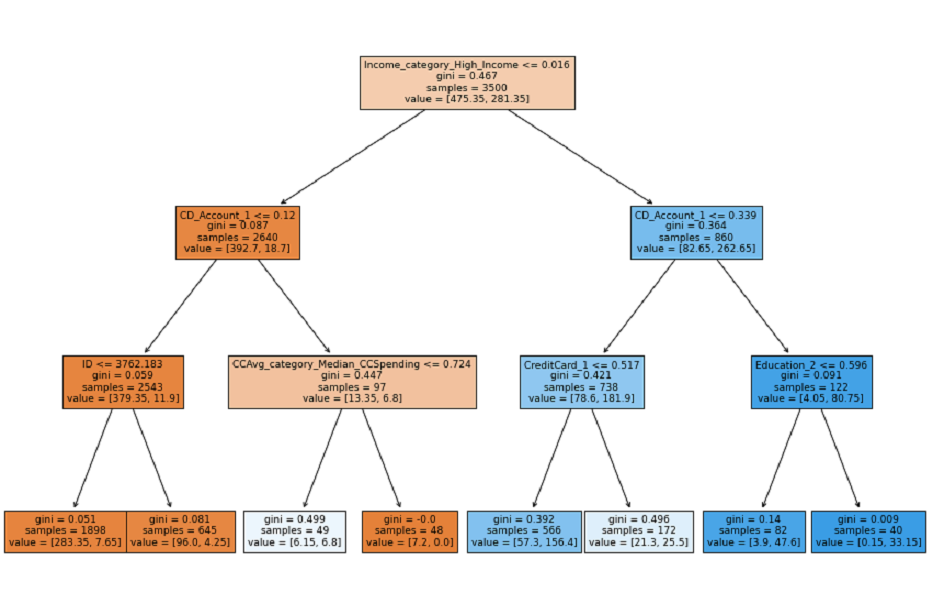 Income_category_High_Income <= 0.016
gini = 0.467
samples = 3500
value = [475.35, 281.35]
CD_Account_1 <= 0.12
gini = 0.087
samples = 2640
value = [392.7, 18.7]
CD_Account_1 <= 0.339
gini = 0.364
samples = 860
value = [82.65, 262.65]
ID <= 3762.183
gini = 0.059
samples = 2543
value = [379.35, 11.9]
CCAvg_category_Median_CCSpending <= 0.724
gini = 0.447
samples = 97
value = [13.35, 6.8]
CreditCard_1 <= 0.517
gini = 0.421
samples = 738
value = [78.6, 181.9]
Education_2 <= 0.596
gini = 0.091
samples = 122
value = [4.05, 80.75]
gini = 0.051
samples = 1898
value = [283.35, 7.65]
gini = 0.081
samples = 645
value = [96.0, 4.25]
gini = 0.499
samples = 49
value = [6.15, 6.8]
gini = -0.0
samples = 48
value = [7.2, 0.0]
gini = 0.392
samples = 566
value = [57.3, 156.4]
gini = 0.496
samples = 172
value = [21.3, 25.5]
gini = 0.14
samples = 82
value = [3.9, 47.6]
gini = 0.009
samples = 40
value = [0.15, 33.15]